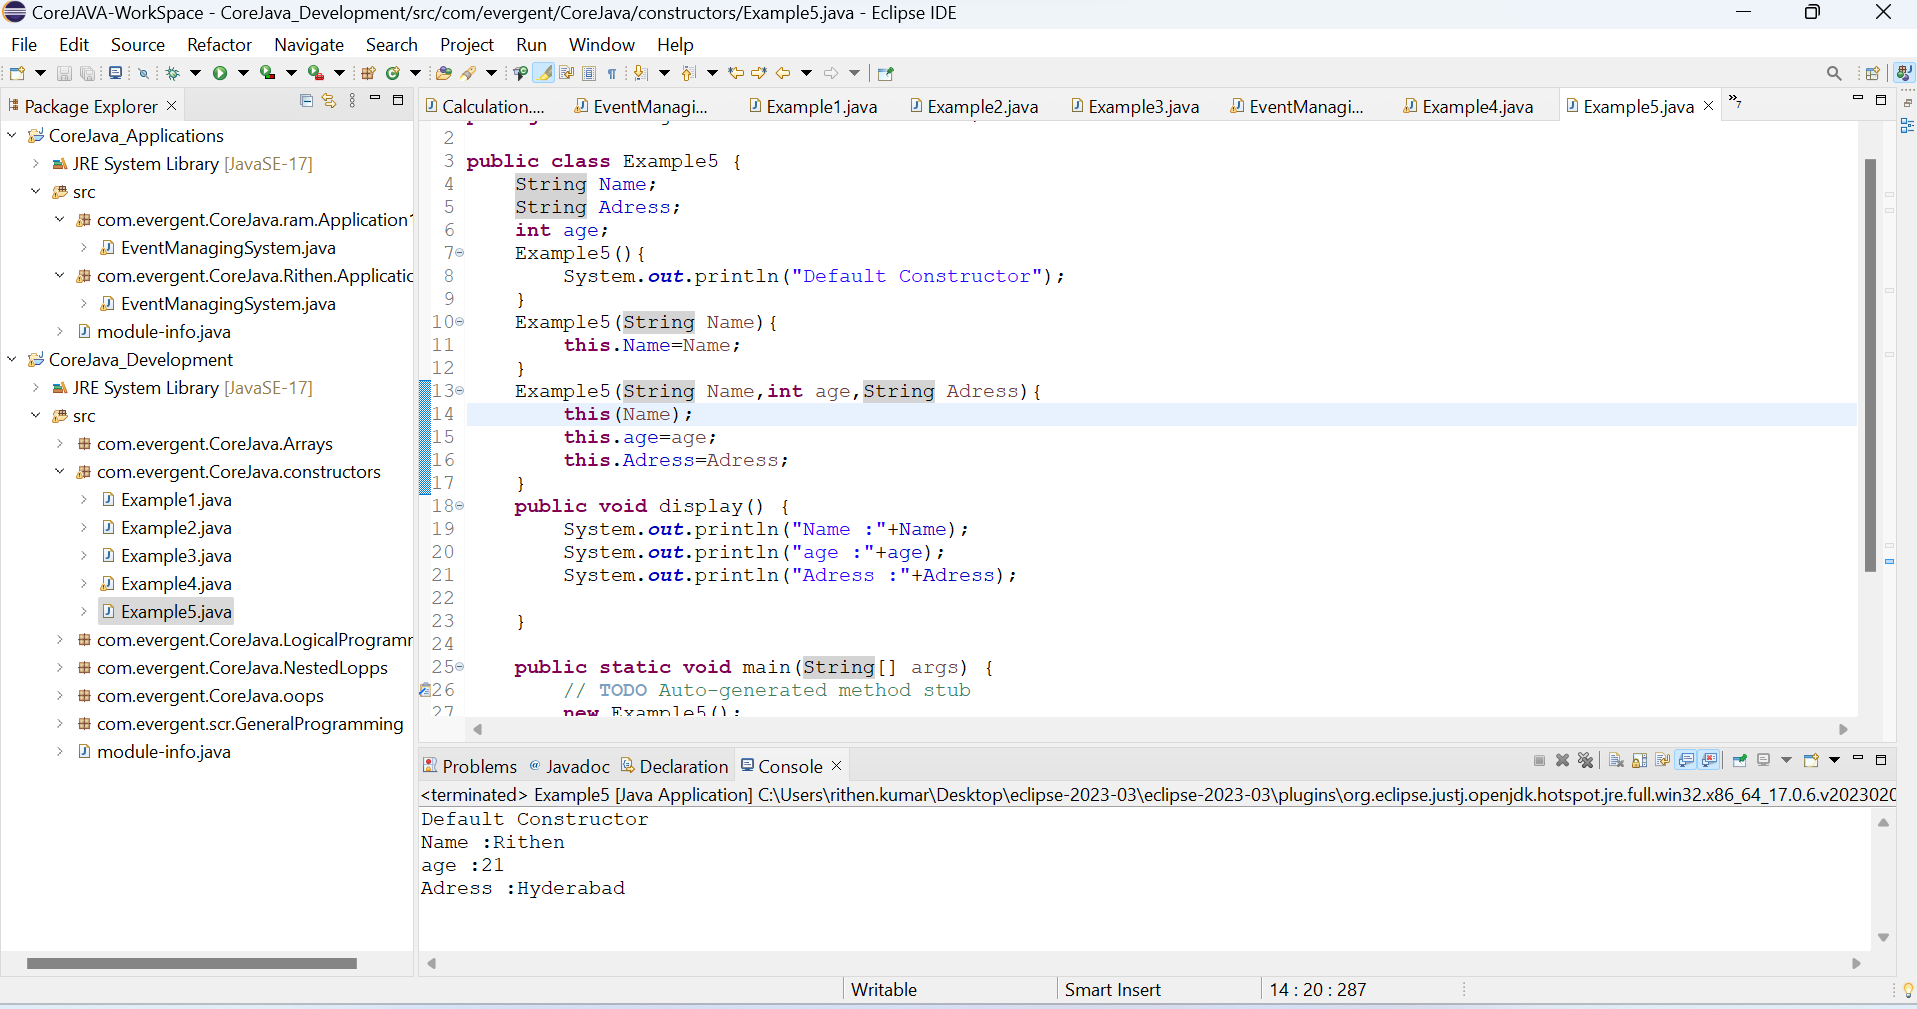 CoreJAVA-WorkSpace - CoreJava_Development/src/com/evergent/CoreJava/constructors/Example5.java - Eclipse IDE
File Edit Source Refactor Navigate Search Project Run Window Help
Package Explorer
CoreJava_Applications
JRE System Library [JavaSE-17]
src
com.evergent.CoreJava.ram.Application1
EventManagingSystem.java
com.evergent.CoreJava.Rithen.Applicatic
EventManagingSystem.java
module-info.java
CoreJava_Development
JRE System Library [JavaSE-17]
src
com.evergent.CoreJava.Arrays
com.evergent.CoreJava.constructors
Example1.java
Example2.java
Example3.java
Example4.java
Example5.java
com.evergent.CoreJava.LogicalProgramr
com.evergent.CoreJava.NestedLopps
com.evergent.CoreJava.oops
com.evergent.scr.GeneralProgramming
module-info.java
Calculation.... EventManagi... Example1.java Example2.java Example3.java EventManagi... Example4.java Example5.java »7
2
3 public class Example5 {
4 String Name;
5 String Adress;
6 int age;
7 Example5(){
8 System.out.println("Default Constructor");
9 }
10 Example5(String Name){
11 this.Name=Name;
12 }
13 Example5(String Name,int age,String Adress){
14 this(Name);
15 this.age=age;
16 this.Adress=Adress;
17 }
18 public void display() {
19 System.out.println("Name :"+Name);
20 System.out.println("age :"+age);
21 System.out.println("Adress :"+Adress);
22
23 }
24
25 public static void main(String[] args) {
26 // TODO Auto-generated method stub
27 new Example5();
Problems Javadoc Declaration Console
<terminated> Example5 [Java Application] C:\Users\rithen.kumar\Desktop\eclipse-2023-03\eclipse-2023-03\plugins\org.eclipse.justj.openjdk.hotspot.jre.full.win32.x86_64_17.0.6.v2023020
Default Constructor
Name :Rithen
age :21
Adress :Hyderabad
Writable Smart Insert 14 : 20 : 287